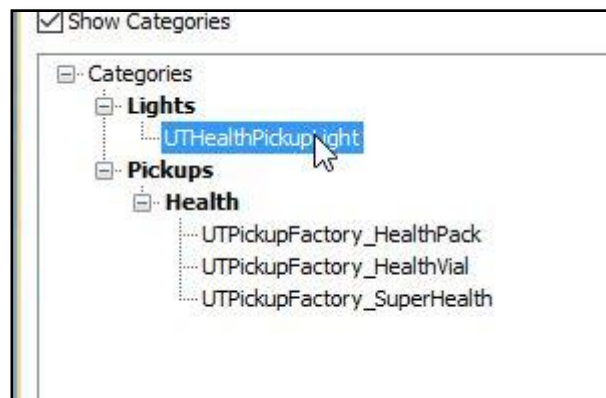 Show Categories
Categories
Lights
UTHealthPickupLight
Pickups
Health
UTPickupFactory_HealthPack
UTPickupFactory_HealthVial
UTPickupFactory_SuperHealth